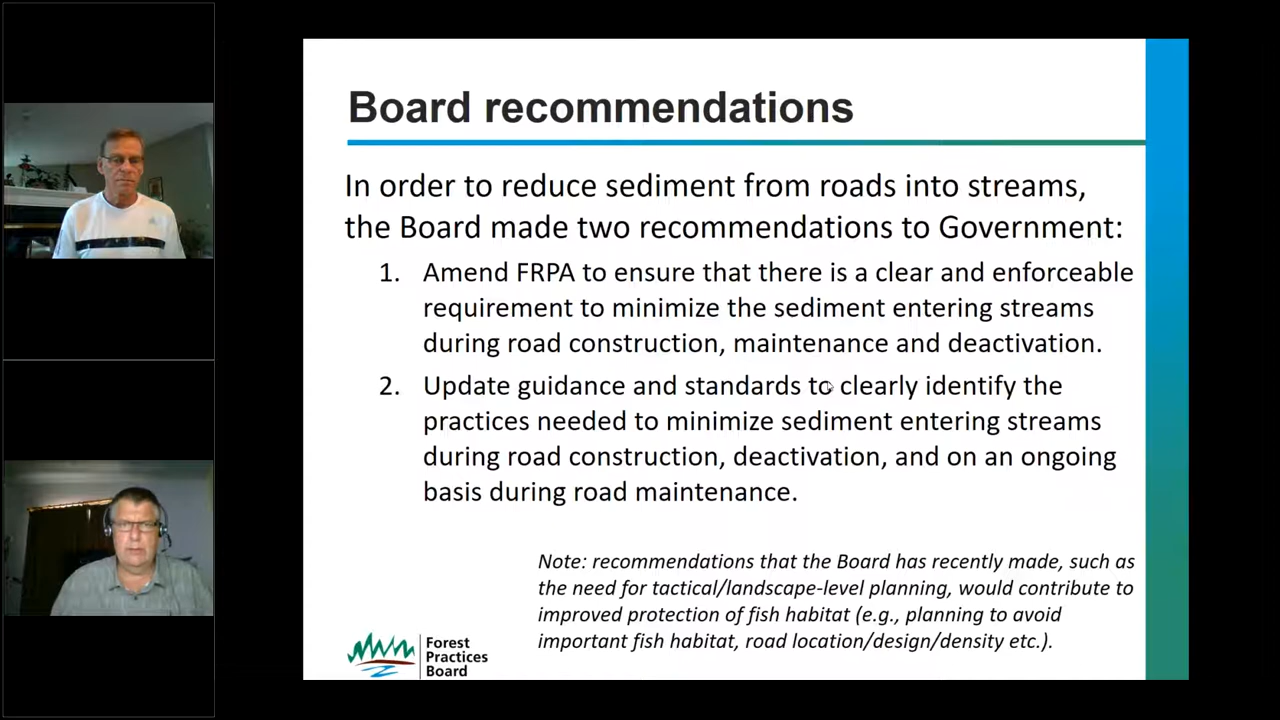 Board recommendations
In order to reduce sediment from roads into streams,
the Board made two recommendations to Government:
1. Amend FRPA to ensure that there is a clear and enforceable
requirement to minimize the sediment entering streams
during road construction, maintenance and deactivation.
2. Update guidance and standards to clearly identify the
practices needed to minimize sediment entering streams
during road construction, deactivation, and on an ongoing
basis during road maintenance.
Note: recommendations that the Board has recently made, such as
the need for tactical/landscape-level planning, would contribute to
improved protection of fish habitat (e.g., planning to avoid
important fish habitat, road location/design/density etc.).
Forest
Practices
Board